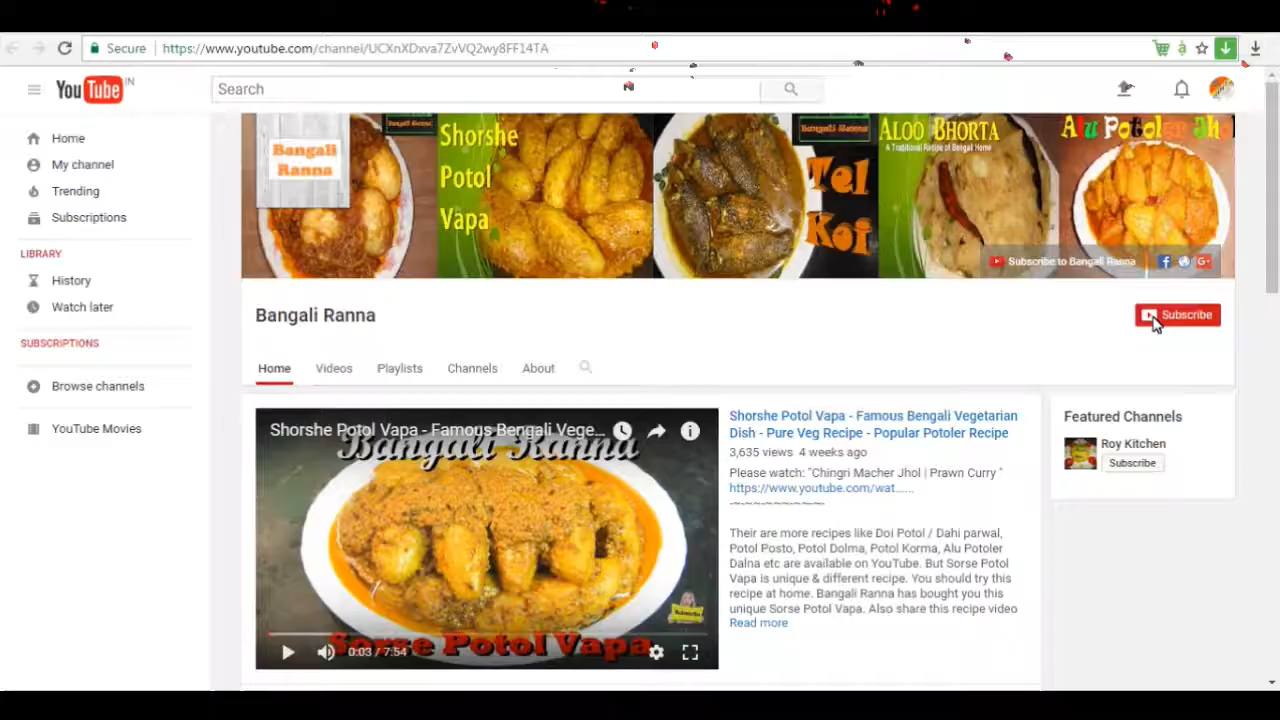 Secure
https://www.youtube.com/channel/UCXnXDxva7ZvVQ2wy8FF14TA
YouTube IN
Search
Home
My channel
Trending
Subscriptions
LIBRARY
History
Watch later
SUBSCRIPTIONS
Browse channels
YouTube Movies
Bangali
Ranna
Bangali Ranna
Shorshe
Potol
Vapa
Bangali Ranna
Tel
Koi
ALOO BHORTA
A Traditional Recipe of Bengali Home
Alu Potoler Jho
Subscribe to Bangali Ranna
Bangali Ranna
Subscribe
Home
Videos
Playlists
Channels
About
Shorshe Potol Vapa - Famous Bengali Vege...
Bangali Ranna
Sorse Potol Vapa
0:03 / 7:54
Shorshe Potol Vapa - Famous Bengali Vegetarian
Dish - Pure Veg Recipe - Popular Potoler Recipe
3,635 views 4 weeks ago
Please watch: "Chingri Macher Jhol | Prawn Curry "
https://www.youtube.com/wat......
-~-~~-~~~-~~-~-
Their are more recipes like Doi Potol / Dahi parwal,
Potol Posto, Potol Dolma, Potol Korma, Alu Potoler
Dalna etc are available on YouTube. But Sorse Potol
Vapa is unique & different recipe. You should try this
recipe at home. Bangali Ranna has bought you this
unique Sorse Potol Vapa. Also share this recipe video
Read more
Featured Channels
Roy Kitchen
Subscribe